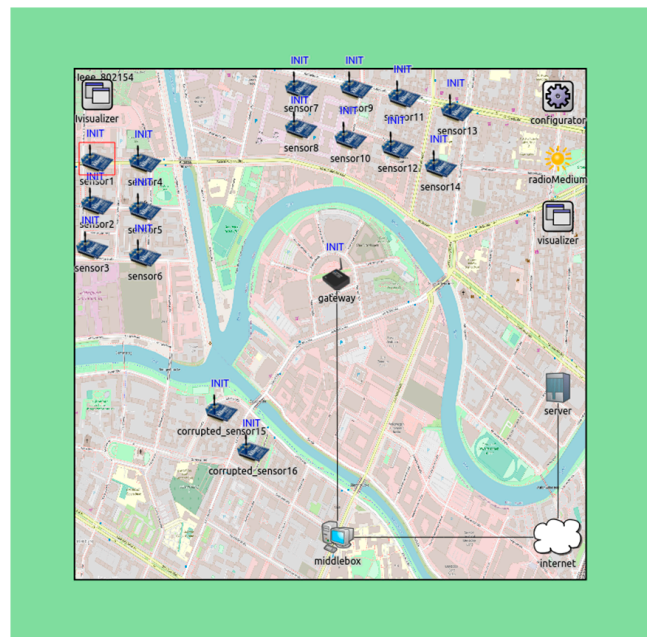 Ieee_802154
INIT
INIT
INIT
INIT
lvisualizer
sensor7
sensor9
INIT
INIT
sensor11
sensor13
configurator
sensor8
sensor10
sensor12
sensor14
INIT
INIT
INIT
radioMedium
sensor1
sensor4
INIT
INIT
sensor2
sensor5
INIT
INIT
visualizer
sensor3
sensor6
INIT
gateway
INIT
corrupted_sensor15
INIT
corrupted_sensor16
server
middlebox
internet